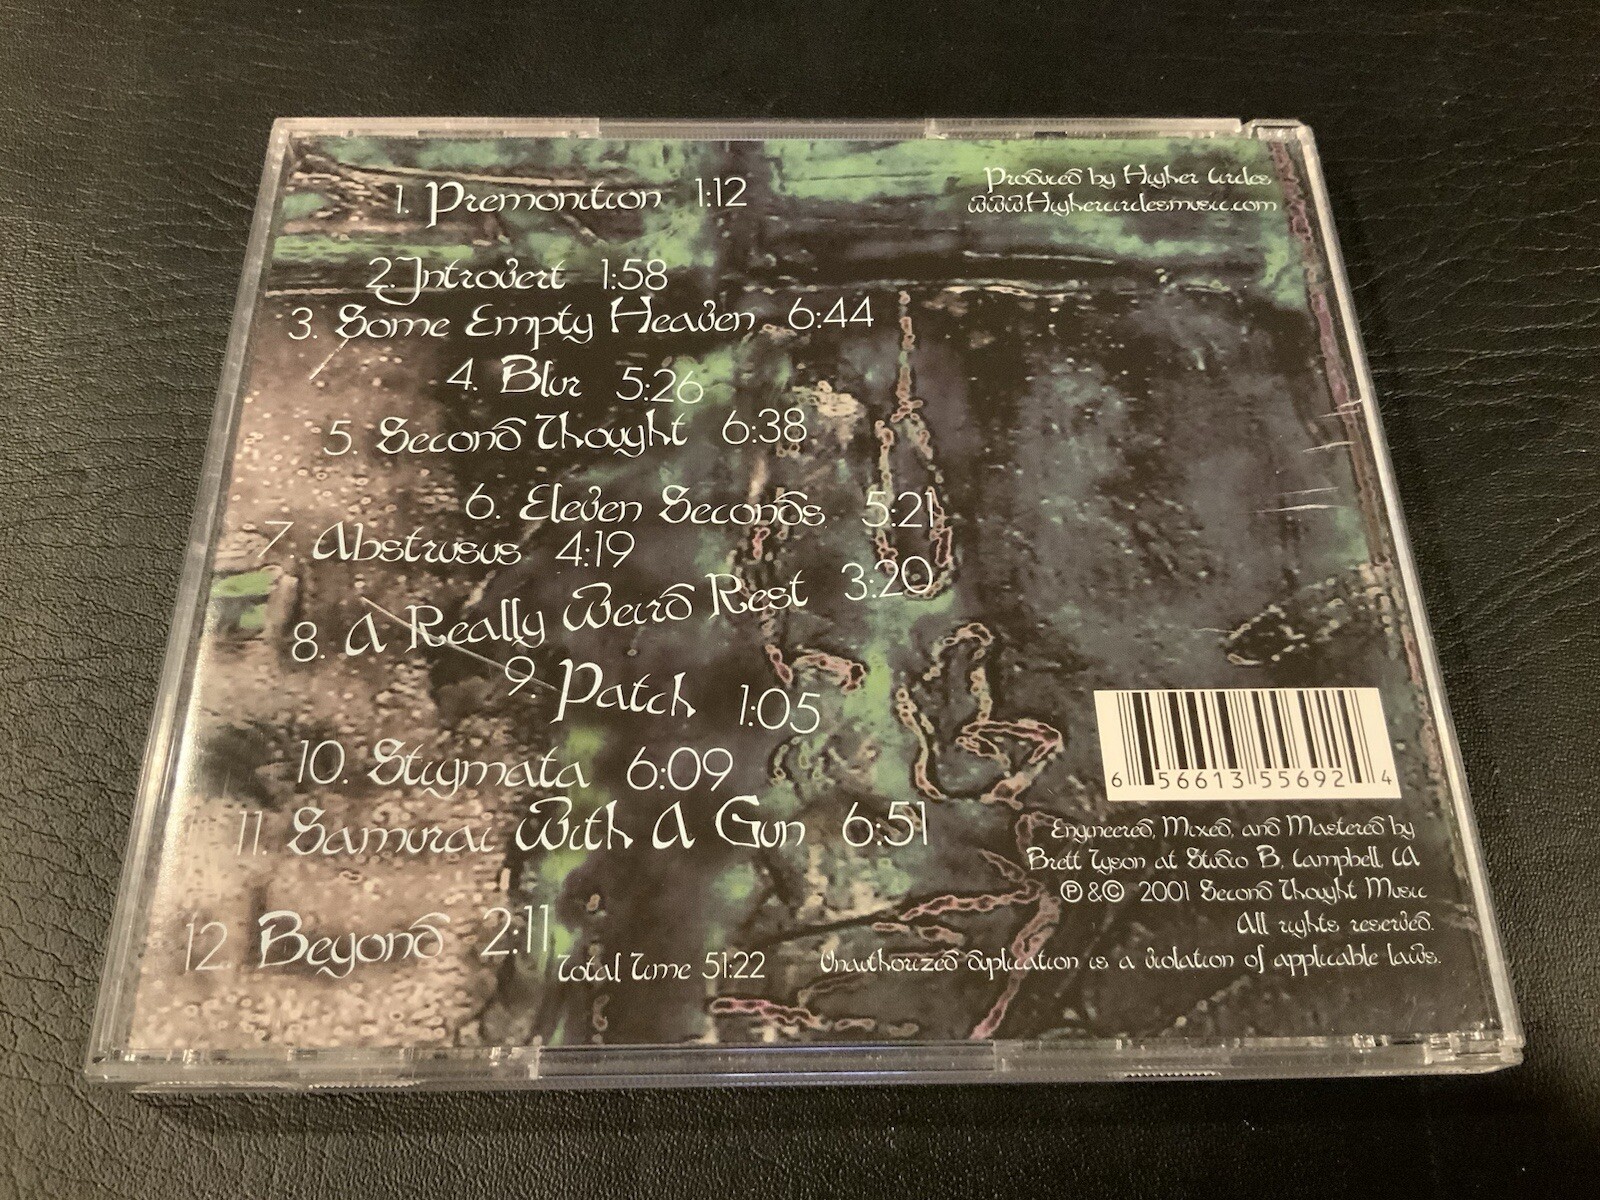 1. Premonition 1:12
2. Introvert 1:58
3. Some Empty Heaven 6:44
4. Blur 5:26
5. Second Thought 6:38
6. Eleven Seconds 5:21
7. Abstrusus 4:19
8. A Really Weird Rest 3:20
9. Patch 1:05
10. Stigmata 6:09
11. Samurai With A Gun 6:51
12. Beyond 2:11
Total Time 51:22
Produced by Higher Circles
WWW.Highercirclesmusic.com
6 56613 55692 4
Engineered, Mixed, and Mastered by
Brett Tyson at Studio B, Campbell, CA
℗ & © 2001 Second Thought Music
All rights reserved.
Unauthorized duplication is a violation of applicable laws.